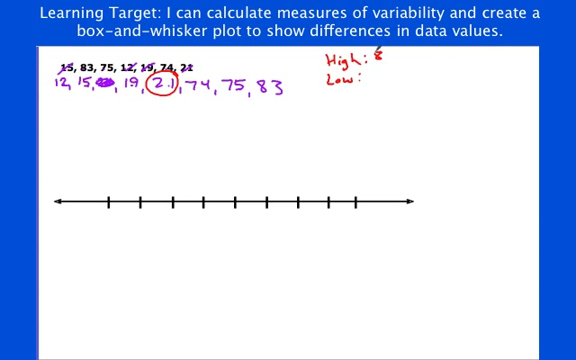 Learning Target: I can calculate measures of variability and create a
box-and-whisker plot to show differences in data values.
15, 83, 75, 12, 19, 74, 21
12, 15, , 19, 21, 74, 75, 83
High: 8
Low: